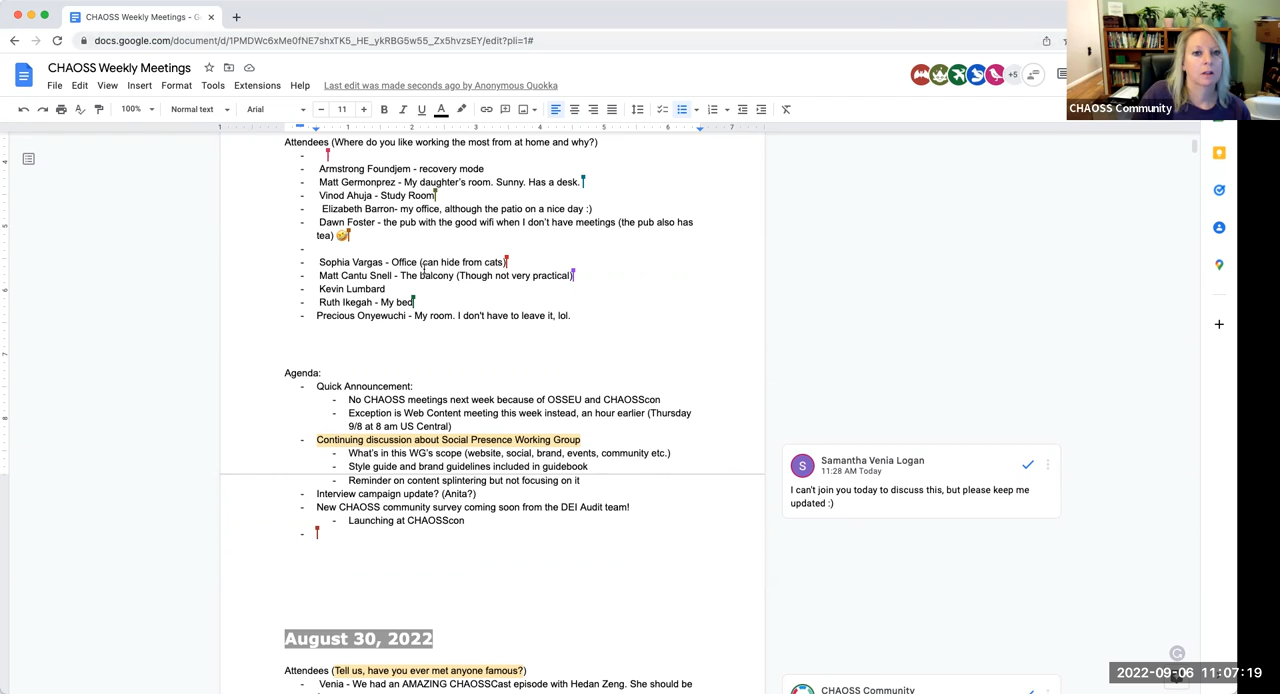 CHAOSS Weekly Meetings - G
docs.google.com/document/d/1PMDWc6xMe0fNE7shxTK5_HE_ykRBG5w55_Zx5hvzsEY/edit?pli=1#
CHAOSS Weekly Meetings
File Edit View Insert Format Tools Extensions Help Last edit was made seconds ago by Anonymous Quokka
+5
100% Normal text Arial 11 B I U A
1 1 2 3 4 5 6 7
CHAOSS Community
Attendees (Where do you like working the most from at home and why?)
-
- Armstrong Foundjem - recovery mode
- Matt Germonprez - My daughter's room. Sunny. Has a desk.
- Vinod Ahuja - Study Room
- Elizabeth Barron- my office, although the patio on a nice day :)
- Dawn Foster - the pub with the good wifi when I don't have meetings (the pub also has
tea) 🤣
-
- Sophia Vargas - Office (can hide from cats)
- Matt Cantu Snell - The balcony (Though not very practical)
- Kevin Lumbard
- Ruth Ikegah - My bed
- Precious Onyewuchi - My room. I don't have to leave it, lol.
Agenda:
- Quick Announcement:
- No CHAOSS meetings next week because of OSSEU and CHAOSScon
- Exception is Web Content meeting this week instead, an hour earlier (Thursday
9/8 at 8 am US Central)
- Continuing discussion about Social Presence Working Group
- What's in this WG's scope (website, social, brand, events, community etc.)
- Style guide and brand guidelines included in guidebook
- Reminder on content splintering but not focusing on it
- Interview campaign update? (Anita?)
- New CHAOSS community survey coming soon from the DEI Audit team!
- Launching at CHAOSScon
-
S
Samantha Venia Logan
11:28 AM Today
I can't join you today to discuss this, but please keep me
updated :)
August 30, 2022
Attendees (Tell us, have you ever met anyone famous?)
- Venia - We had an AMAZING CHAOSSCast episode with Hedan Zeng. She should be
CHAOSS Community
2022-09-06 11:07:19